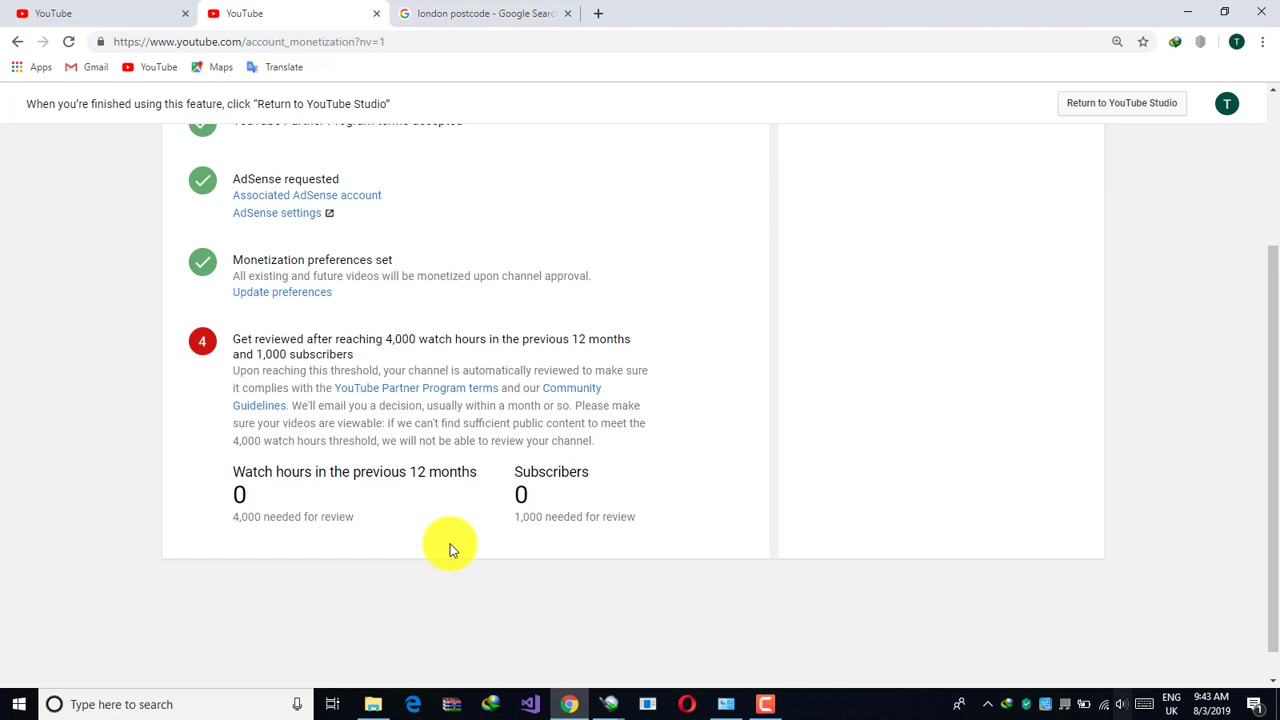 YouTube
YouTube
london postcode - Google Searc
https://www.youtube.com/account_monetization?nv=1
T
Apps
Gmail
YouTube
Maps
Translate
When you're finished using this feature, click “Return to YouTube Studio”
Return to YouTube Studio
T
YouTube Partner Program terms accepted
AdSense requested
Associated AdSense account
AdSense settings
Monetization preferences set
All existing and future videos will be monetized upon channel approval.
Update preferences
4
Get reviewed after reaching 4,000 watch hours in the previous 12 months
and 1,000 subscribers
Upon reaching this threshold, your channel is automatically reviewed to make sure
it complies with the YouTube Partner Program terms and our Community
Guidelines. We'll email you a decision, usually within a month or so. Please make
sure your videos are viewable: if we can't find sufficient public content to meet the
4,000 watch hours threshold, we will not be able to review your channel.
Watch hours in the previous 12 months
0
4,000 needed for review
Subscribers
0
1,000 needed for review
Type here to search
ENG
UK
9:43 AM
8/3/2019
1